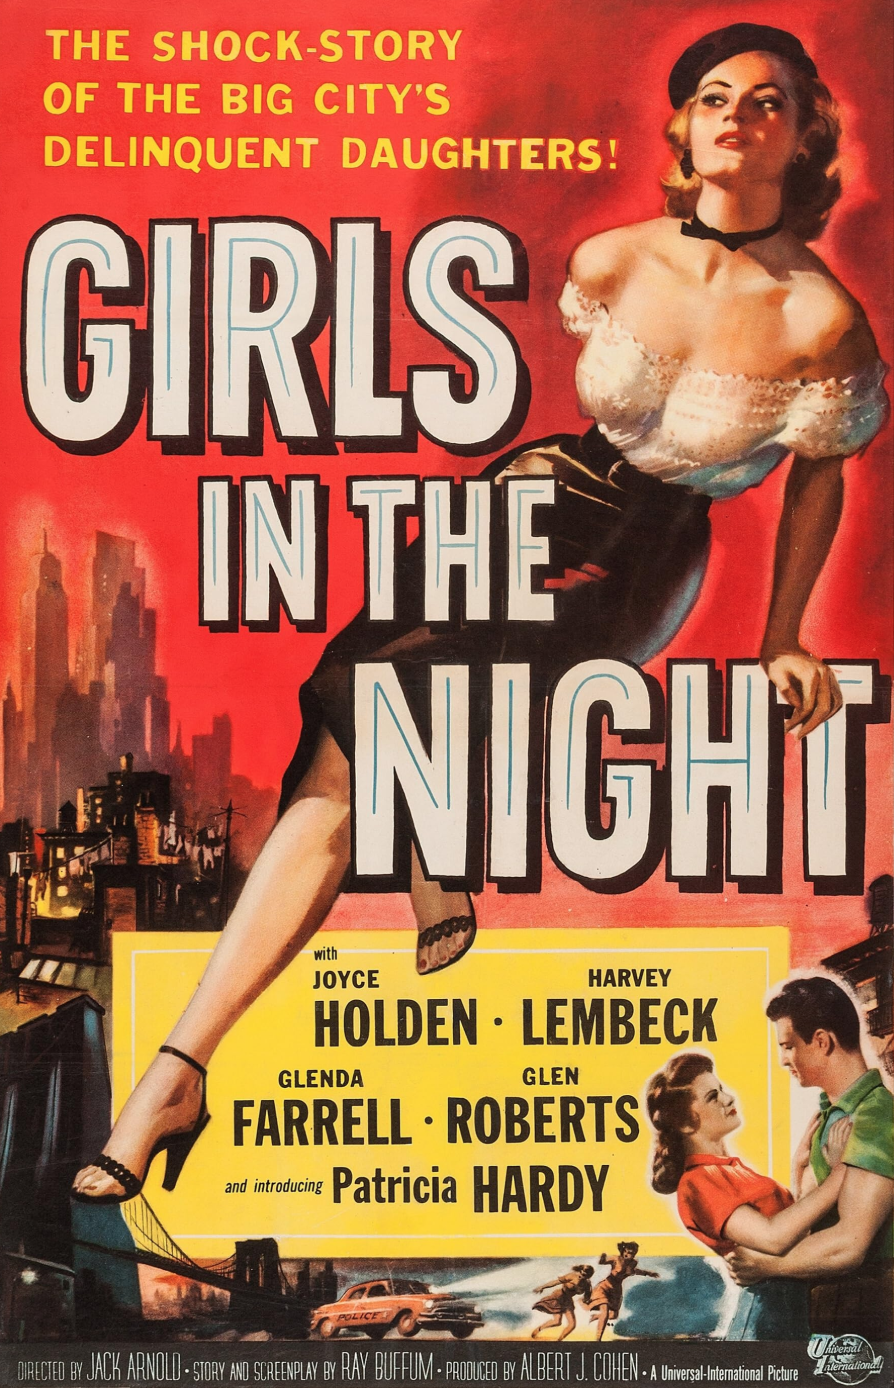 THE SHOCK-STORY
OF THE BIG CITY'S
DELINQUENT DAUGHTERS!
GIRLS
IN THE
NIGHT
with
JOYCE HARVEY
HOLDEN · LEMBECK
GLENDA GLEN
FARRELL · ROBERTS
and introducing Patricia HARDY
POLICE
DIRECTED BY JACK ARNOLD · STORY AND SCREENPLAY BY RAY BUFFUM · PRODUCED BY ALBERT J. COHEN · A Universal-International Picture
Universal
International